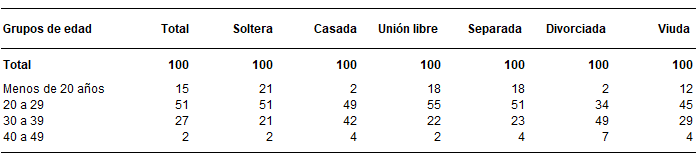 Grupos de edad Total Soltera Casada Unión libre Separada Divorciada Viuda
Total 100 100 100 100 100 100 100
Menos de 20 años 15 21 2 18 18 2 12
20 a 29 51 51 49 55 51 34 45
30 a 39 27 21 42 22 23 49 29
40 a 49 2 2 4 2 4 7 4